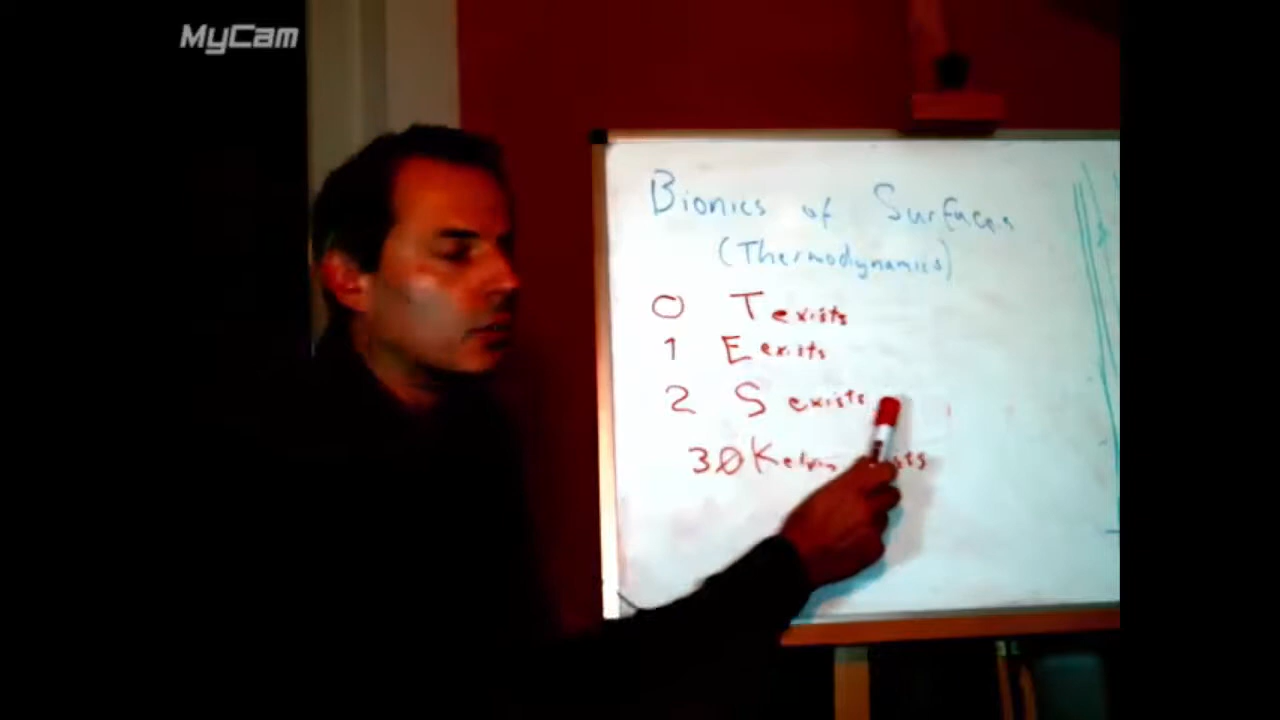 MyCam
Bionics of Surfaces
(Thermodynamics)
0 T exists
1 E exists
2 S exists
3 0 Kelvin